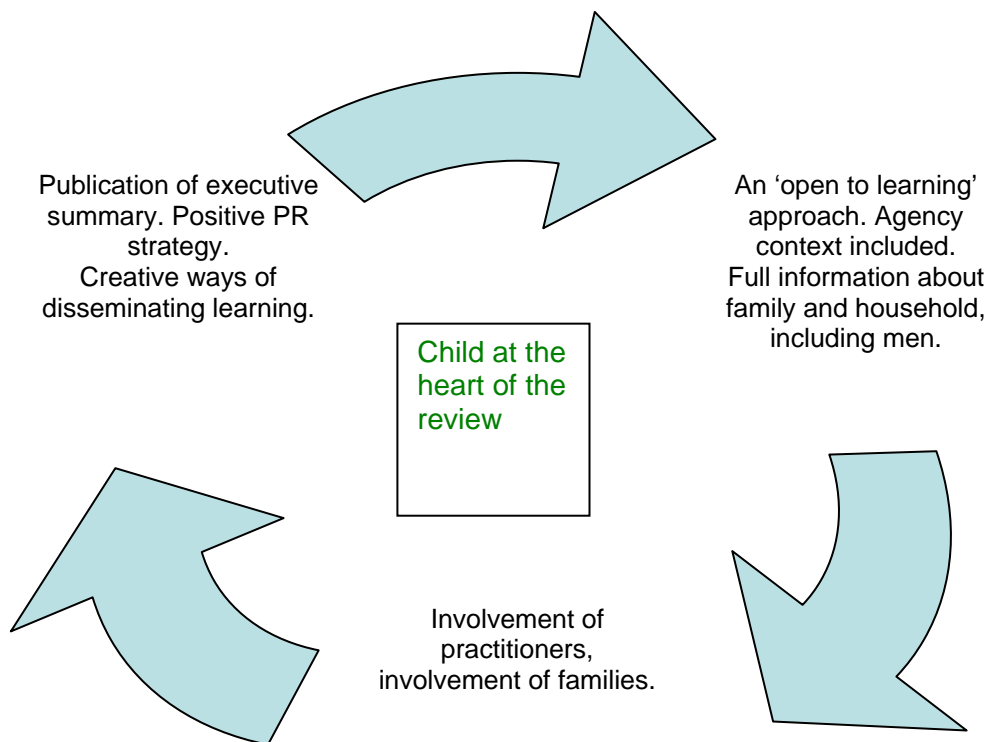 Publication of executive
summary. Positive PR
strategy.
Creative ways of
disseminating learning.
An ‘open to learning’
approach. Agency
context included.
Full information about
family and household,
including men.
Child at the
heart of the
review
Involvement of
practitioners,
involvement of families.